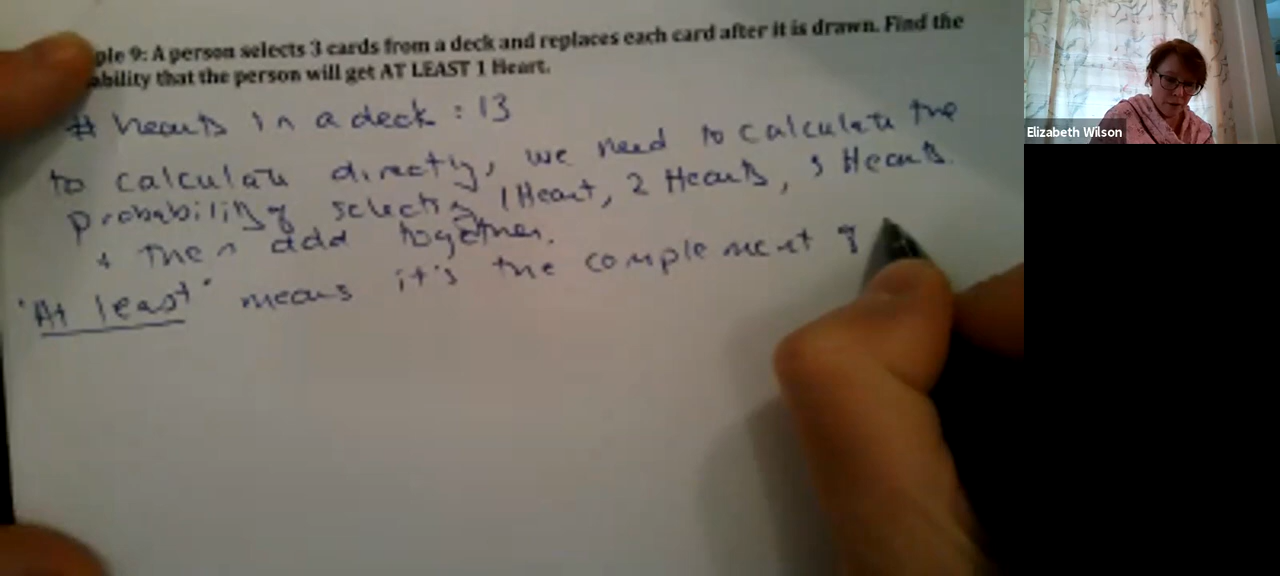 ple 9: A person selects 3 cards from a deck and replaces each card after it is drawn. Find the
ability that the person will get AT LEAST 1 Heart.
# hearts in a deck : 13
to calculate directly, we need to calculate the
probability of selecting 1 Heart, 2 Hearts, 3 Hearts.
+ then add together.
"At least" means it's the complement of
Elizabeth Wilson